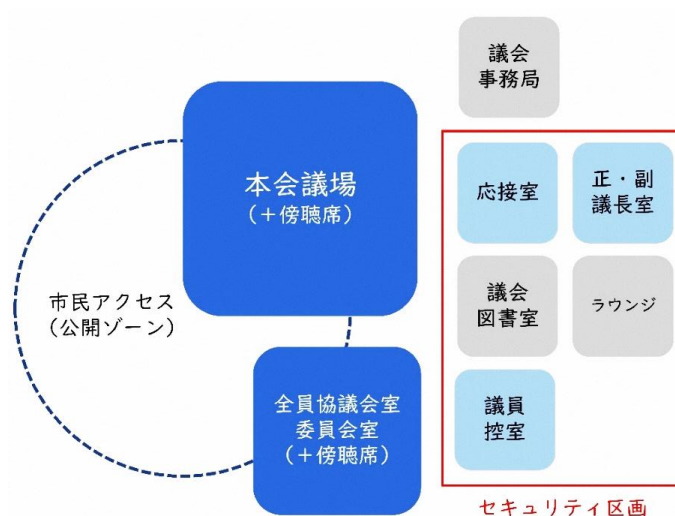 議会
事務局
本会議場
(+傍聴席)
応接室
正・副
議長室
市民アクセス
(公開ゾーン)
議会
図書室
ラウンジ
全員協議会室
委員会室
(+傍聴席)
議員
控室
セキュリティ区画